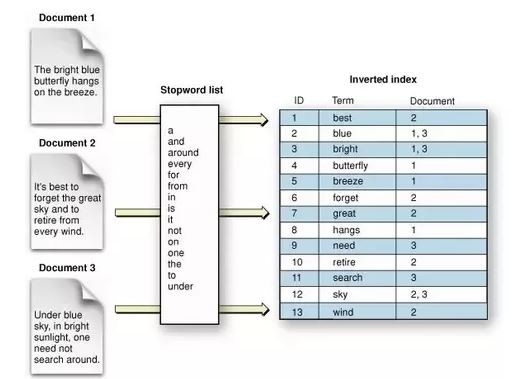 Document 1
The bright blue
butterfly hangs
on the breeze.
Document 2
It's best to
forget the great
sky and to
retire from
every wind.
Document 3
Under blue
sky, in bright
sunlight, one
need not
search around.
Stopword list
a
and
around
every
for
from
in
is
it
not
on
one
the
to
under
Inverted index
ID Term Document
1 best 2
2 blue 1, 3
3 bright 1, 3
4 butterfly 1
5 breeze 1
6 forget 2
7 great 2
8 hangs 1
9 need 3
10 retire 2
11 search 3
12 sky 2, 3
13 wind 2